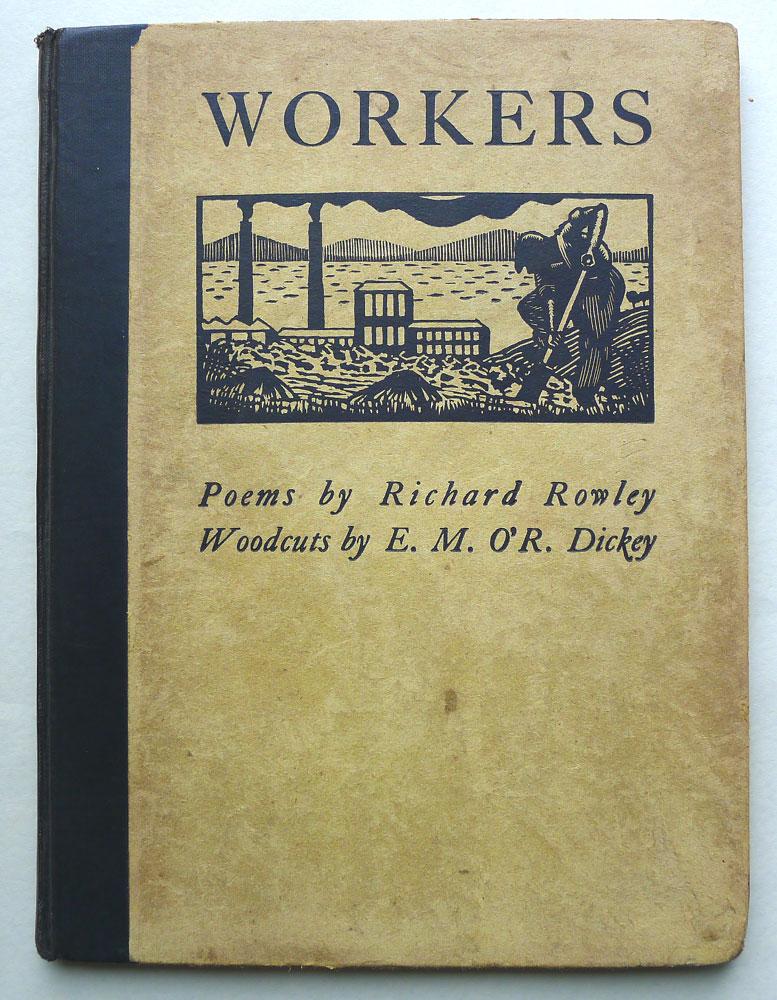 WORKERS
Poems by Richard Rowley
Woodcuts by E. M. O'R. Dickey